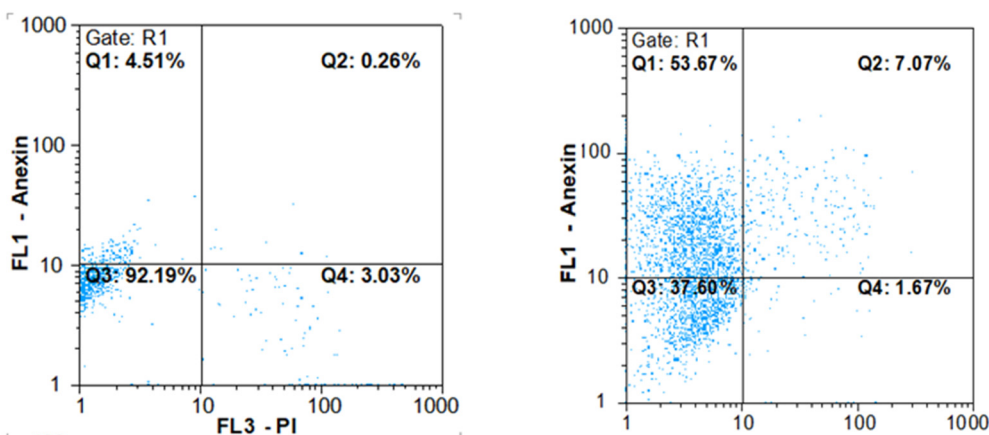 1000
Gate: R1
Q1: 4.51%
Q2: 0.26%
100
FL1 - Anexin
10
Q3: 92.19%
Q4: 3.03%
1
1
10
100
1000
FL3 - PI
1000
Gate: R1
Q1: 53.67%
Q2: 7.07%
100
FL1 - Anexin
10
Q3: 37.60%
Q4: 1.67%
1
1
10
100
1000